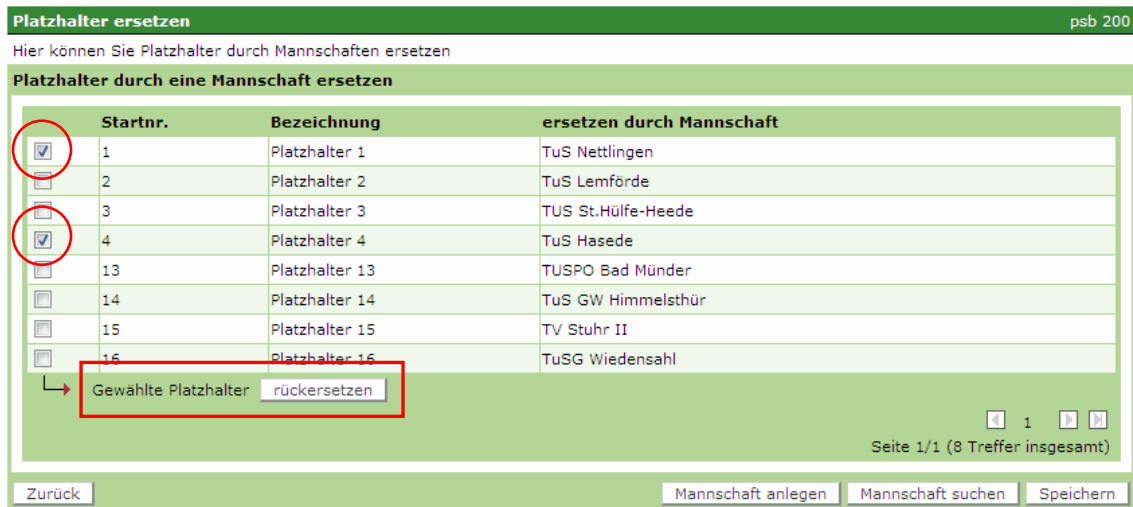 Platzhalter ersetzen psb 200
Hier können Sie Platzhalter durch Mannschaften ersetzen
Platzhalter durch eine Mannschaft ersetzen
Startnr. Bezeichnung ersetzen durch Mannschaft
1 Platzhalter 1 TuS Nettlingen
2 Platzhalter 2 TuS Lemförde
3 Platzhalter 3 TUS St.Hülfe-Heede
4 Platzhalter 4 TuS Hasede
13 Platzhalter 13 TUSPO Bad Münder
14 Platzhalter 14 TuS GW Himmelsthür
15 Platzhalter 15 TV Stuhr II
16 Platzhalter 16 TuSG Wiedensahl
Gewählte Platzhalter rückersetzen
1
Seite 1/1 (8 Treffer insgesamt)
Zurück Mannschaft anlegen Mannschaft suchen Speichern